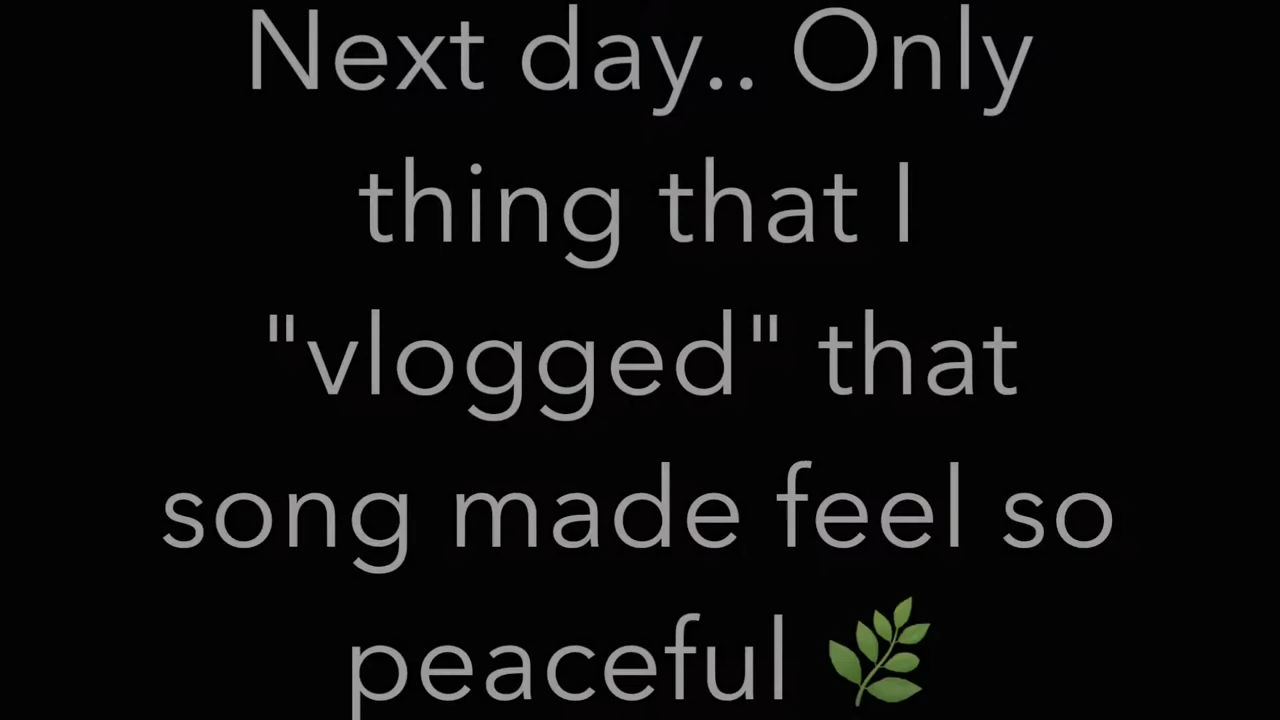 Next day.. Only
thing that I
"vlogged" that
song made feel so
peaceful 🌿